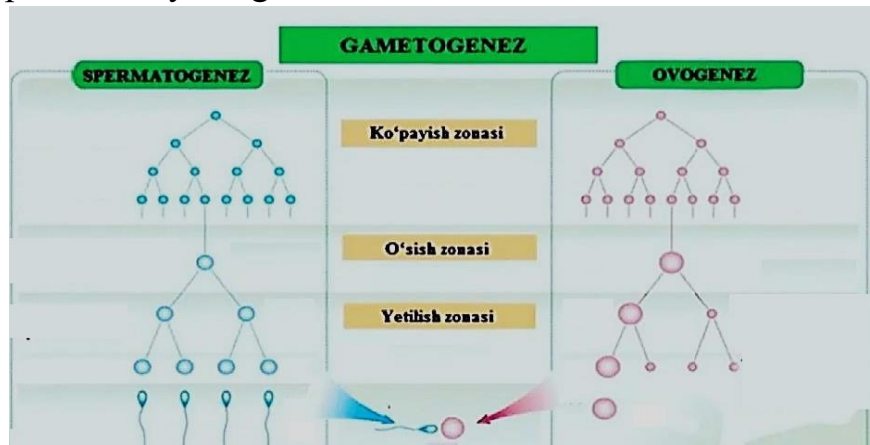 GAMETOGENEZ
SPERMATOGENEZ
OVOGENEZ
Ko‘payish zonasi
O‘sish zonasi
Yetilish zonasi